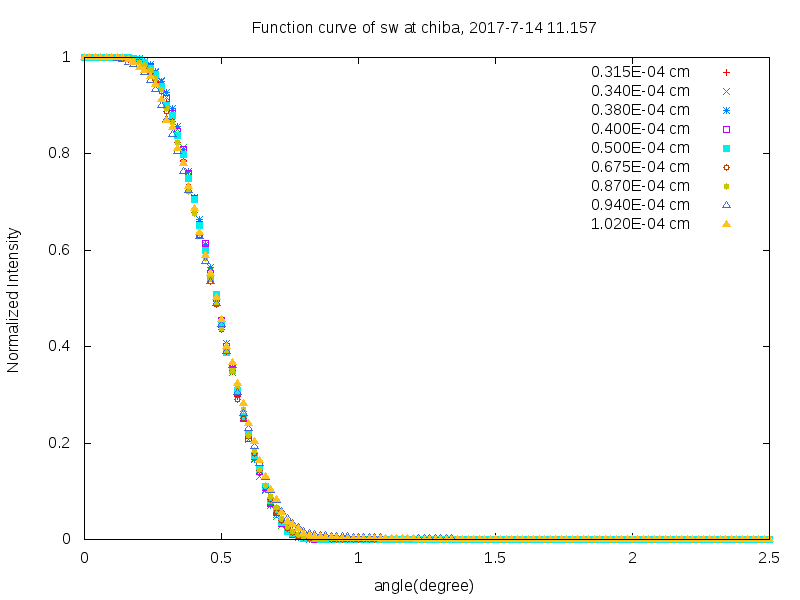 Function curve of sw at chiba, 2017-7-14 11.157
0.315E-04 cm
0.340E-04 cm
0.380E-04 cm
0.400E-04 cm
0.500E-04 cm
0.675E-04 cm
0.870E-04 cm
0.940E-04 cm
1.020E-04 cm
Normalized Intensity
1
0.8
0.6
0.4
0.2
0
0 0.5 1 1.5 2 2.5
angle(degree)